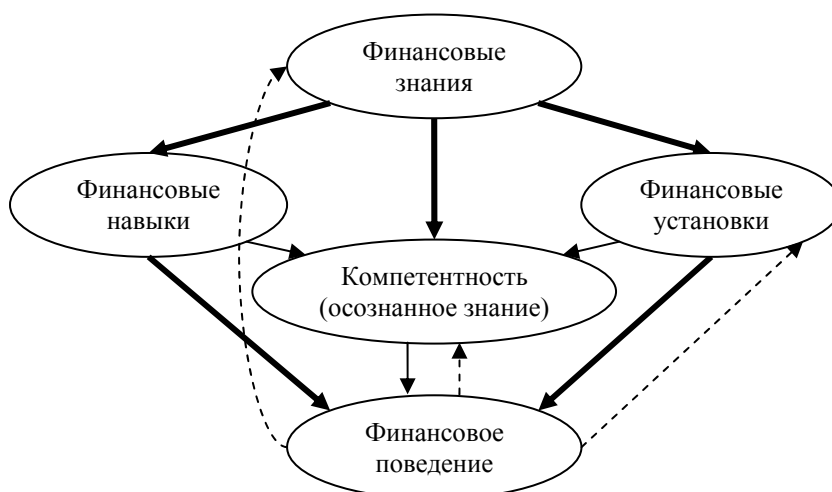 Финансовые
знания
Финансовые
навыки
Финансовые
установки
Компетентность
(осознанное знание)
Финансовое
поведение